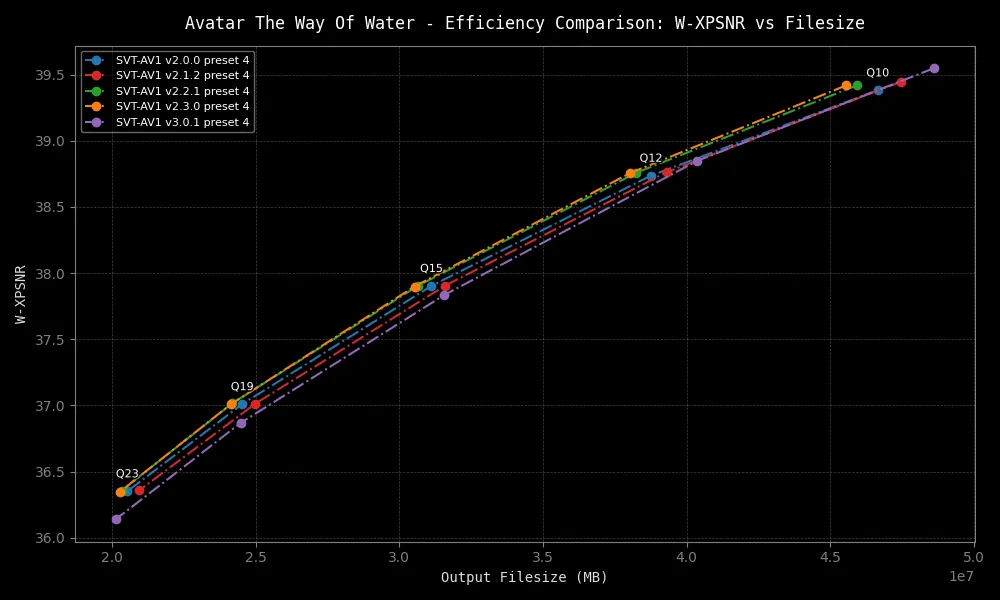 Avatar The Way Of Water - Efficiency Comparison: W-XPSNR vs Filesize
SVT-AV1 v2.0.0 preset 4
SVT-AV1 v2.1.2 preset 4
SVT-AV1 v2.2.1 preset 4
SVT-AV1 v2.3.0 preset 4
SVT-AV1 v3.0.1 preset 4
Q10
Q12
Q15
Q19
Q23
W-XPSNR
39.5
39.0
38.5
38.0
37.5
37.0
36.5
36.0
2.0 2.5 3.0 3.5 4.0 4.5 5.0
1e7
Output Filesize (MB)